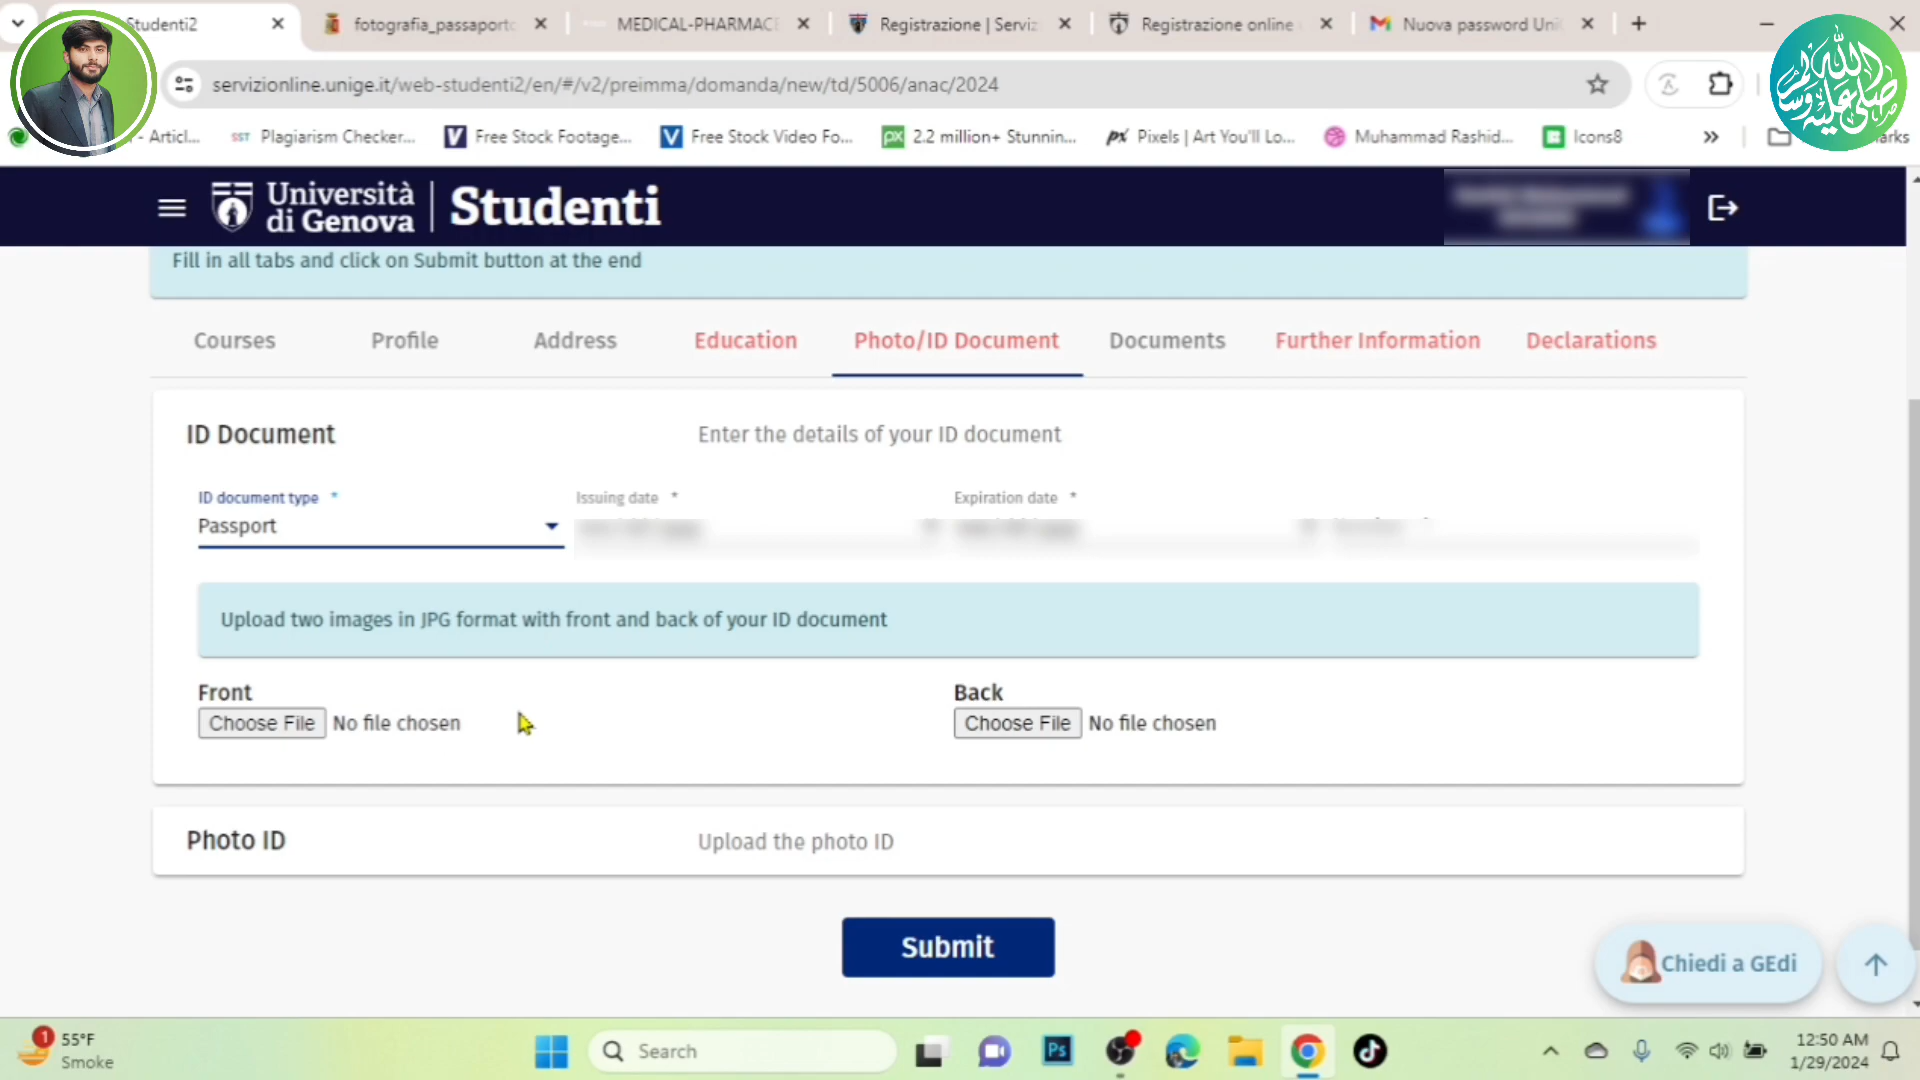 Studenti2
fotografia_passaporto
MEDICAL-PHARMACE
Registrazione | Serviz
Registrazione online
Nuova password Uni
servizionline.unige.it/web-studenti2/en/#/v2/preimma/domanda/new/td/5006/anac/2024
- Articl...
SST Plagiarism Checker...
Free Stock Footage...
Free Stock Video Fo...
2.2 million+ Stunnin...
Pixels | Art You'll Lo...
Muhammad Rashid...
Icons8
Università
di Genova
Studenti
Fill in all tabs and click on Submit button at the end
Courses
Profile
Address
Education
Photo/ID Document
Documents
Further Information
Declarations
ID Document
Enter the details of your ID document
ID document type *
Issuing date *
Expiration date *
Passport
Upload two images in JPG format with front and back of your ID document
Front
Back
Choose File No file chosen
Choose File No file chosen
Photo ID
Upload the photo ID
Submit
Chiedi a GEdi
1
55°F
Smoke
Search
Ps
12:50 AM
1/29/2024